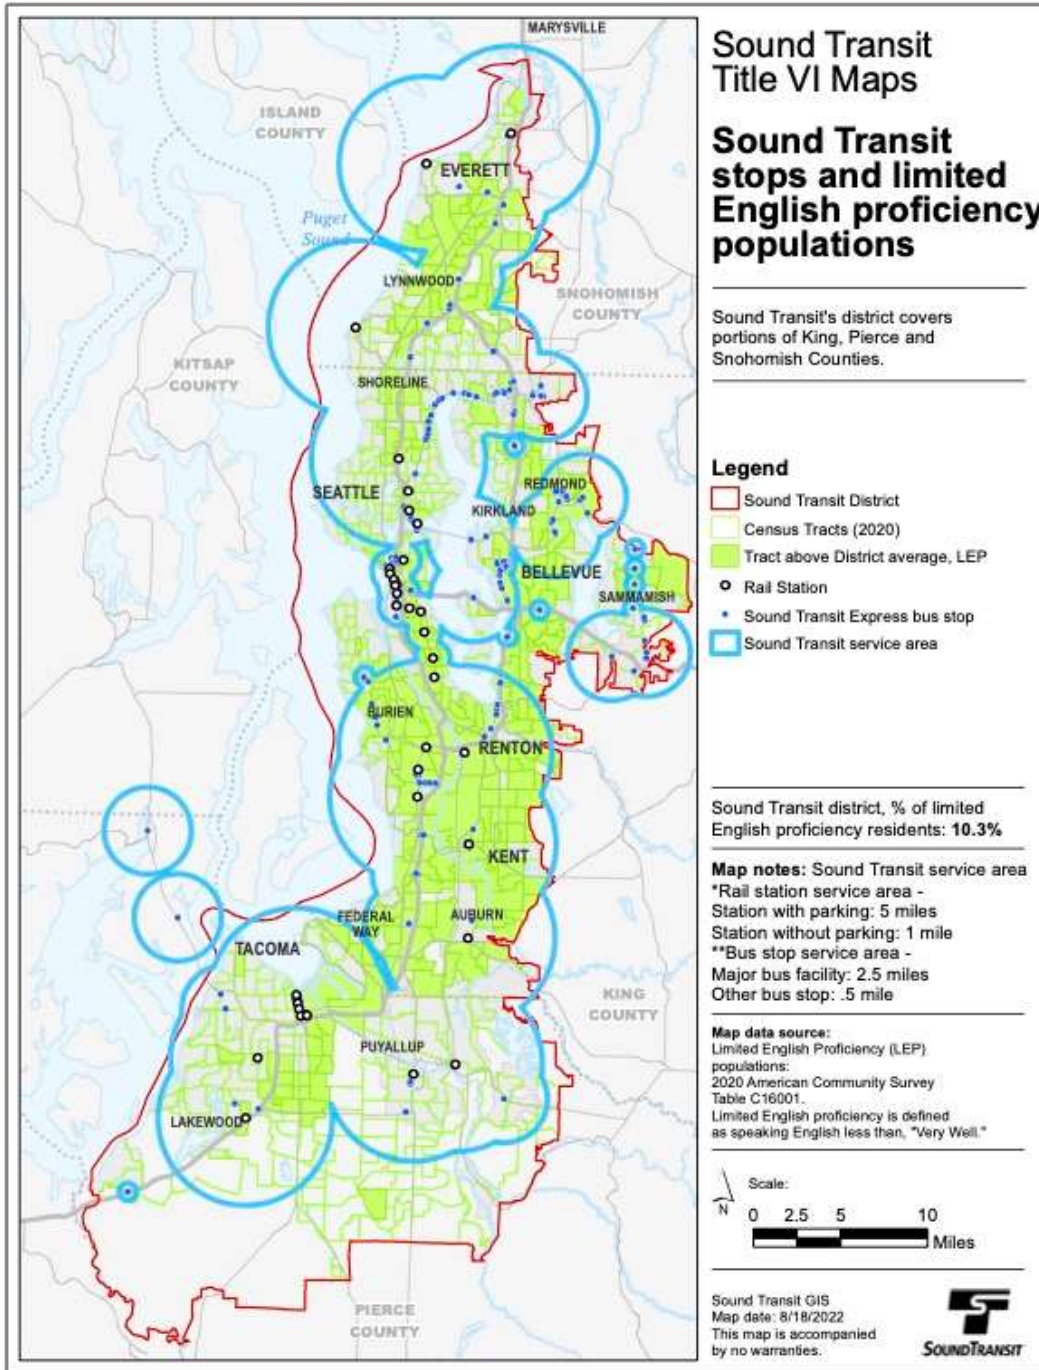 MARYSVILLE
ISLAND
COUNTY
EVERETT
Puget
Sound
LYNNWOOD
SNOHOMISH
COUNTY
KITSAP
COUNTY
SHORELINE
SEATTLE
REDMOND
KIRKLAND
BELLEVUE
SAMMAMISH
BURIEN
RENTON
KENT
FEDERAL
WAY
AUBURN
TACOMA
KING
COUNTY
PUYALLUP
LAKEWOOD
PIERCE
COUNTY
Sound Transit
Title VI Maps
Sound Transit
stops and limited
English proficiency
populations
Sound Transit's district covers
portions of King, Pierce and
Snohomish Counties.
Legend
Sound Transit District
Census Tracts (2020)
Tract above District average, LEP
Rail Station
Sound Transit Express bus stop
Sound Transit service area
Sound Transit district, % of limited
English proficiency residents: 10.3%
Map notes: Sound Transit service area
*Rail station service area -
Station with parking: 5 miles
Station without parking: 1 mile
**Bus stop service area -
Major bus facility: 2.5 miles
Other bus stop: .5 mile
Map data source:
Limited English Proficiency (LEP)
populations:
2020 American Community Survey
Table C16001.
Limited English proficiency is defined
as speaking English less than, "Very Well."
N
Scale:
0 2.5 5 10
Miles
Sound Transit GIS
Map date: 8/18/2022
This map is accompanied
by no warranties.
SOUNDTRANSIT